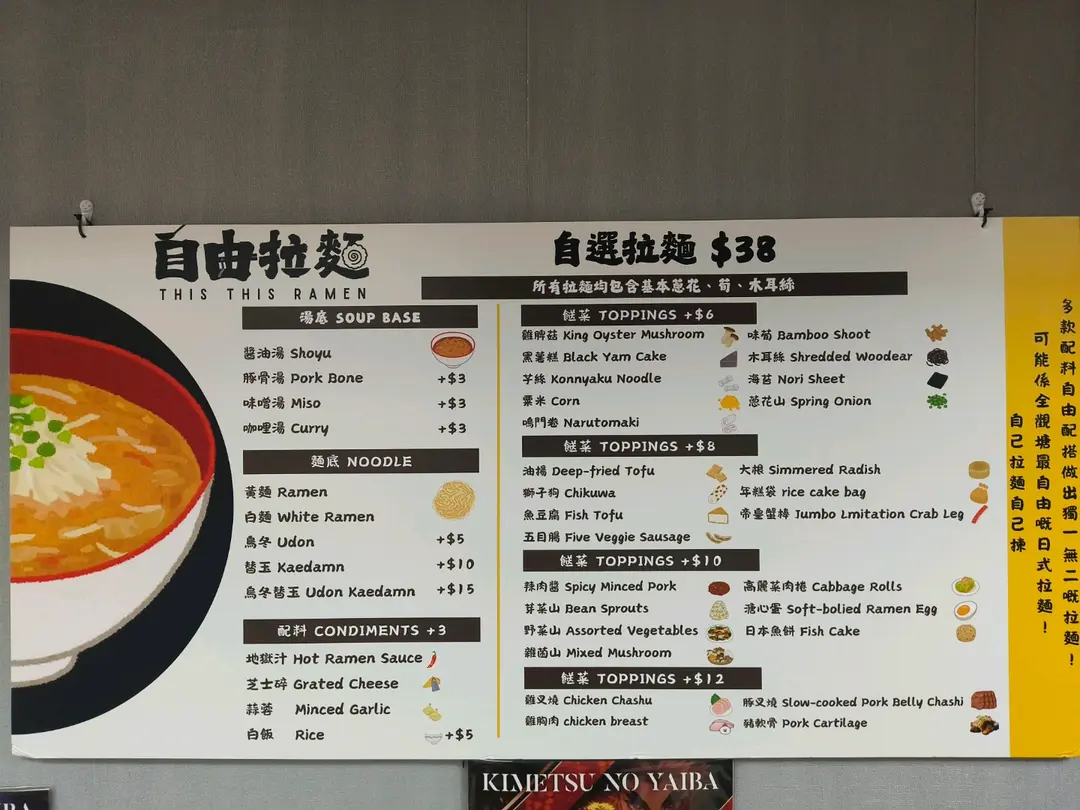 自由拉麵
THIS THIS RAMEN
湯底 SOUP BASE
醬油湯 Shoyu
豚骨湯 Pork Bone +$3
味噌湯 Miso +$3
咖哩湯 Curry +$3
麵底 NOODLE
黃麵 Ramen
白麵 White Ramen
烏冬 Udon +$5
替玉 Kaedamn +$10
烏冬替玉 Udon Kaedamn +$15
配料 CONDIMENTS +3
地獄汁 Hot Ramen Sauce
芝士碎 Grated Cheese
蒜蓉 Minced Garlic
白飯 Rice +$5
自選拉麵 $38
所有拉麵均包含基本蔥花、筍、木耳絲
餸菜 TOPPINGS +$6
雞脾菇 King Oyster Mushroom 味筍 Bamboo Shoot
黑薯糕 Black Yam Cake 木耳絲 Shredded Woodear
芋絲 Konnyaku Noodle 海苔 Nori Sheet
粟米 Corn 蔥花山 Spring Onion
鳴門卷 Narutomaki
餸菜 TOPPINGS +$8
油揚 Deep-fried Tofu 大根 Simmered Radish
獅子狗 Chikuwa 年糕袋 rice cake bag
魚豆腐 Fish Tofu 帝皇蟹棒 Jumbo Lmitation Crab Leg
五目腸 Five Veggie Sausage
餸菜 TOPPINGS +$10
辣肉醬 Spicy Minced Pork 高麗菜肉捲 Cabbage Rolls
芽菜山 Bean Sprouts 溏心蛋 Soft-bolied Ramen Egg
野菜山 Assorted Vegetables 日本魚餅 Fish Cake
雜菌山 Mixed Mushroom
餸菜 TOPPINGS +$12
雞叉燒 Chicken Chashu 豚叉燒 Slow-cooked Pork Belly Chashi
雞胸肉 chicken breast 豬軟骨 Pork Cartilage
多款配料自由配搭做出獨一無二嘅拉麵！
可能係全觀塘最自由嘅日式拉麵！
自己拉麵自己揀
KIMETSU NO YAIBA